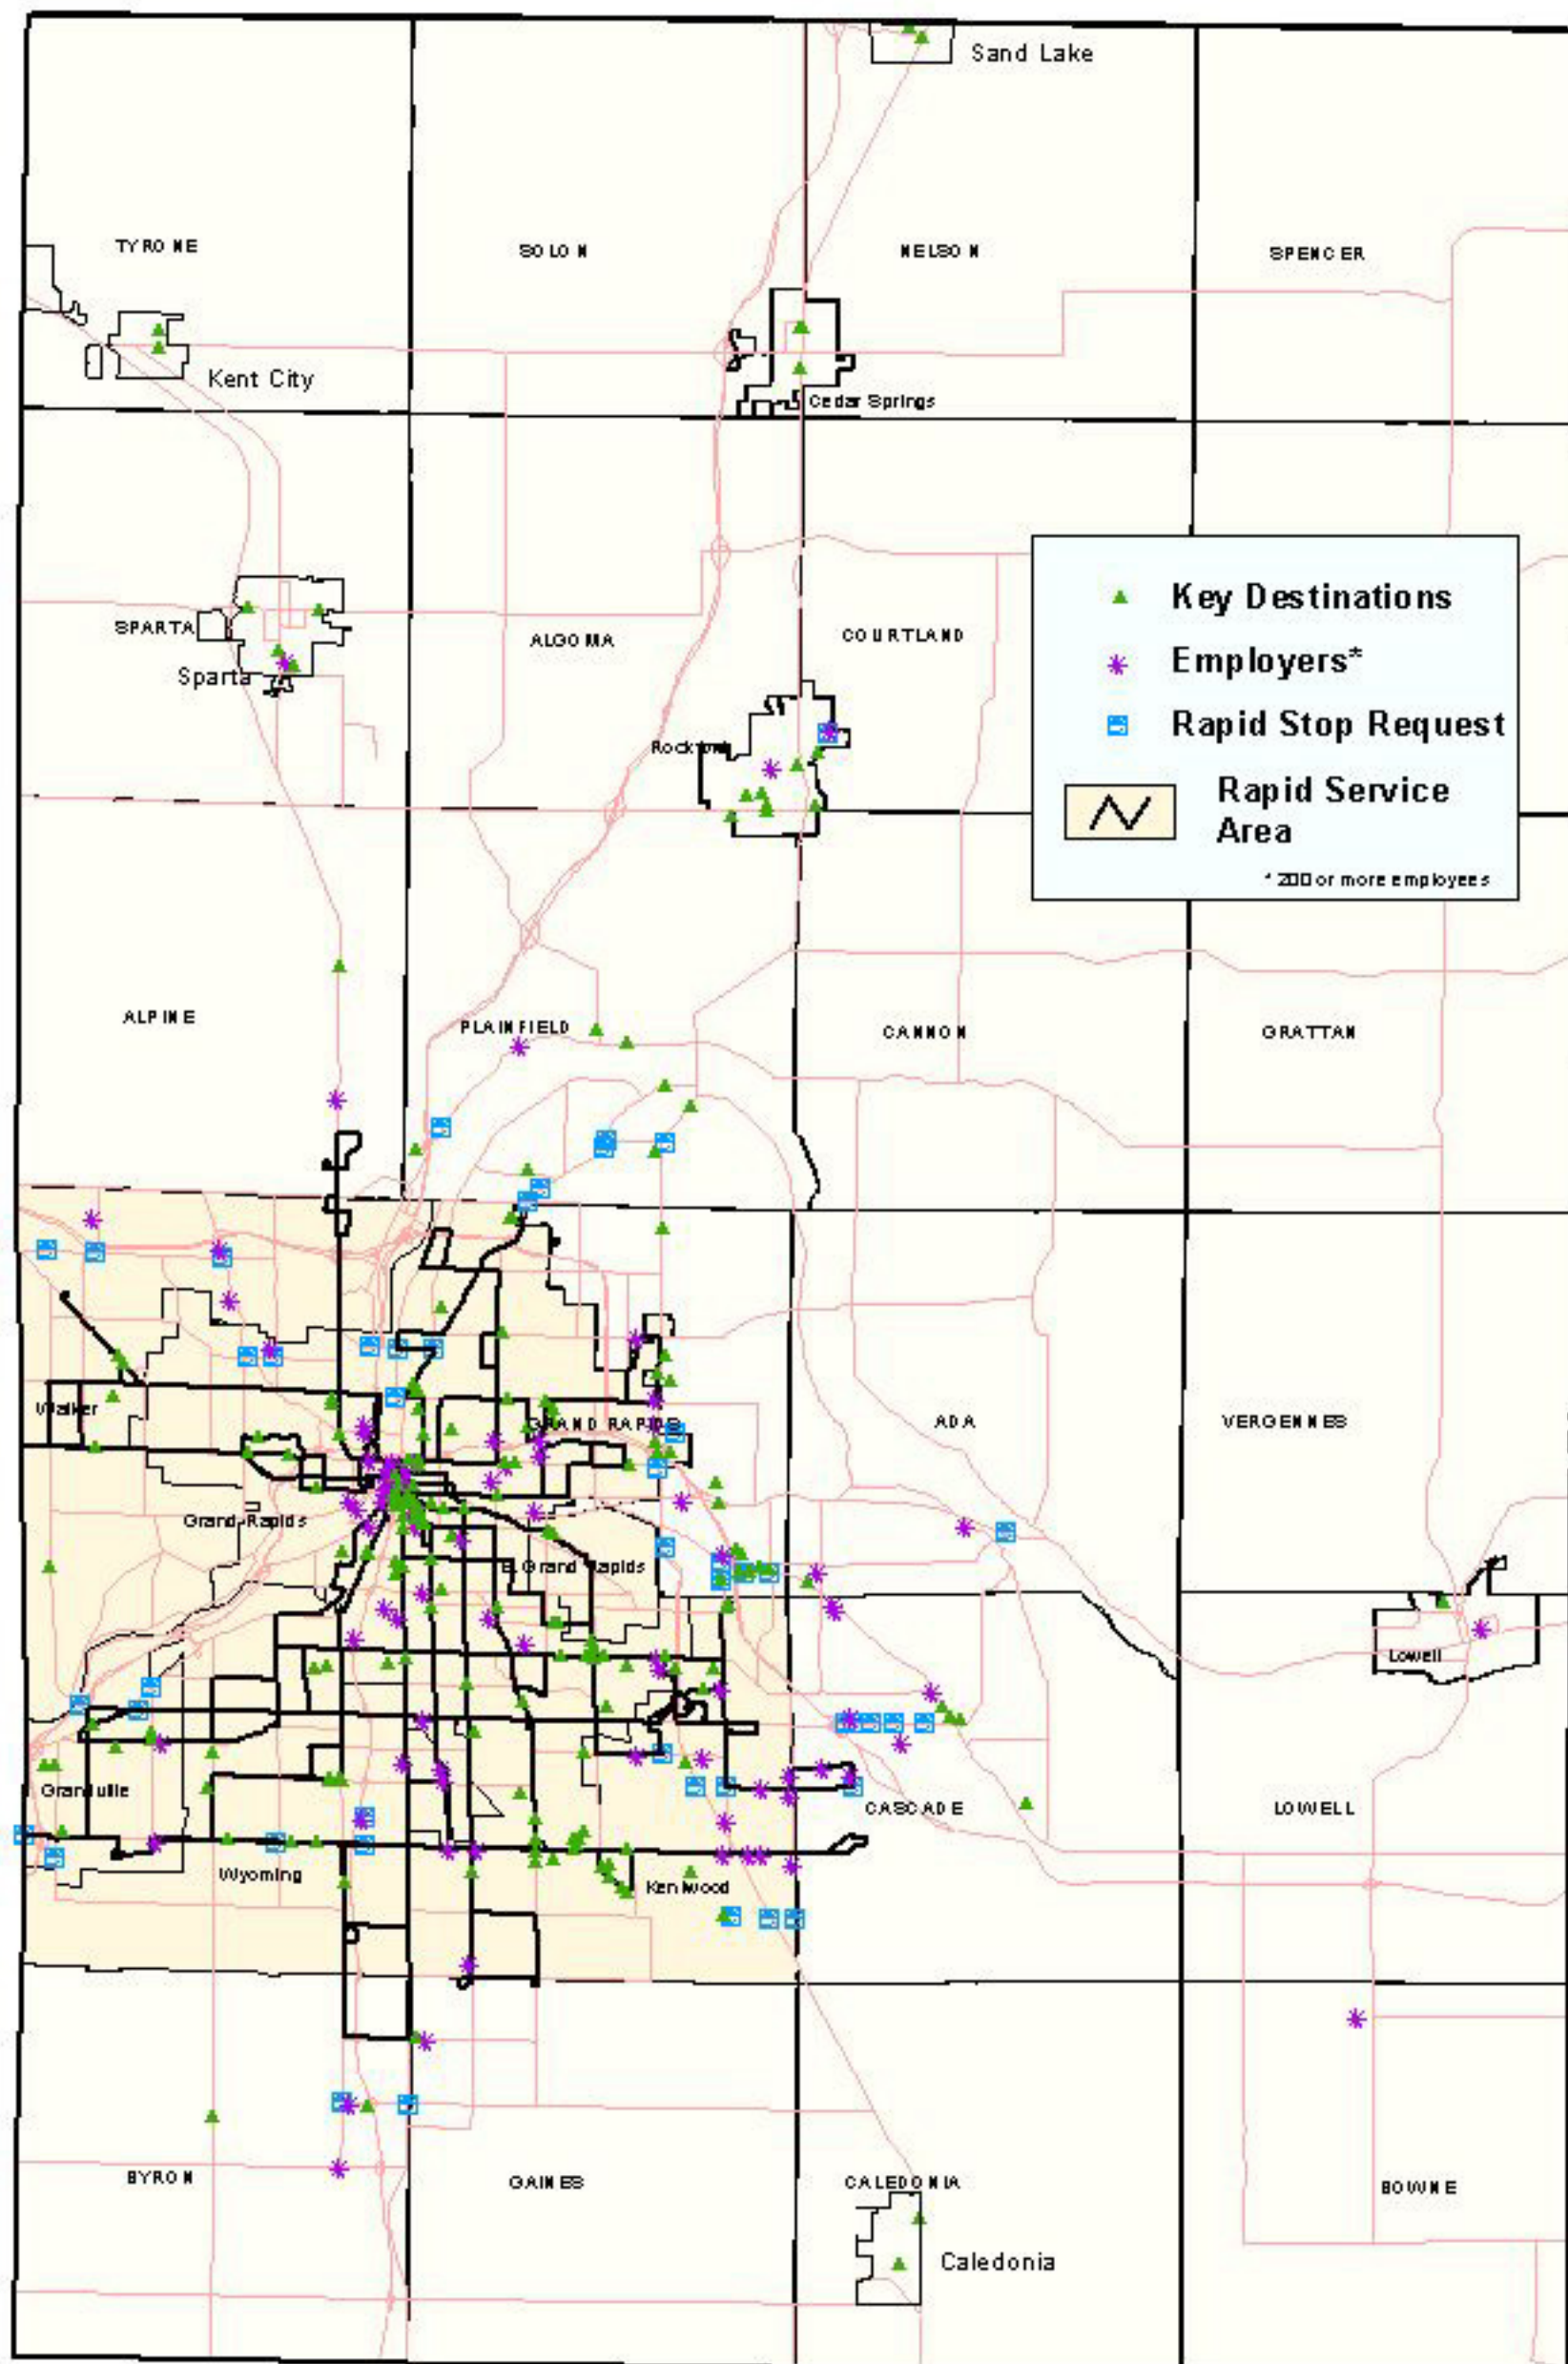 Sand Lake
TYRONE
SOLON
NELSON
SPENCER
Kent City
Cedar Springs
Key Destinations
SPARTA
ALGOMA
COURTLAND
Employers*
Sparta
Rapid Stop Request
Rapid Service
Area
* 200 or more employees
ALPINE
PLAINFIELD
CANNON
GRATTAN
Walker
GRAND RAPIDS
ADA
VERGENNES
Grand Rapids
E. Grand Rapids
Lowell
Grandville
CASCADE
LOWELL
Wyoming
Kentwood
BYRON
GAINES
CALEDONIA
BOWNE
Caledonia